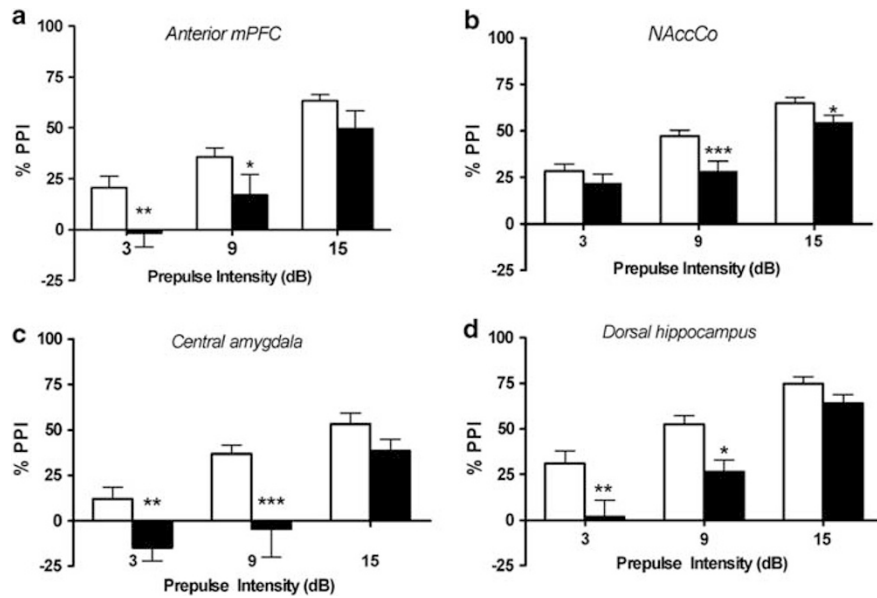 a
Anterior mPFC
100
75
50
25
0
-25
% PPI
**
*
3 9 15
Prepulse Intensity (dB)
b
NAccCo
100
75
50
25
0
-25
% PPI
***
*
3 9 15
Prepulse Intensity (dB)
c
Central amygdala
100
75
50
25
0
-25
% PPI
**
***
3 9 15
Prepulse Intensity (dB)
d
Dorsal hippocampus
100
75
50
25
0
-25
% PPI
**
*
3 9 15
Prepulse Intensity (dB)